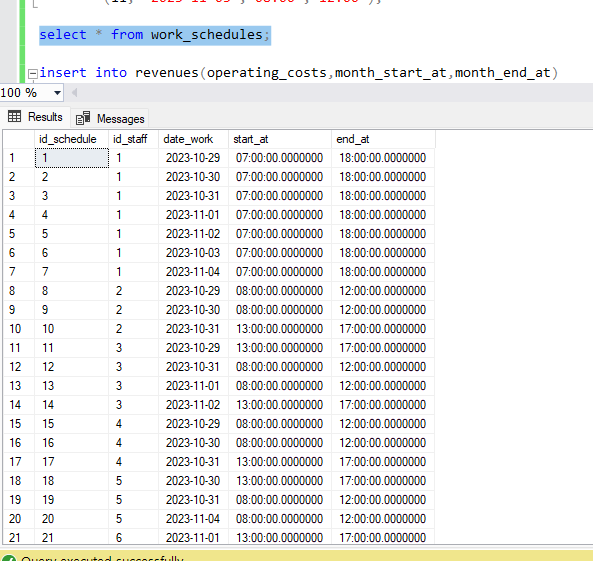 select * from work_schedules;
insert into revenues(operating_costs,month_start_at,month_end_at)
100 %
Results Messages
id_schedule id_staff date_work start_at end_at
1 1 1 2023-10-29 07:00:00.0000000 18:00:00.0000000
2 2 1 2023-10-30 07:00:00.0000000 18:00:00.0000000
3 3 1 2023-10-31 07:00:00.0000000 18:00:00.0000000
4 4 1 2023-11-01 07:00:00.0000000 18:00:00.0000000
5 5 1 2023-11-02 07:00:00.0000000 18:00:00.0000000
6 6 1 2023-10-03 07:00:00.0000000 18:00:00.0000000
7 7 1 2023-11-04 07:00:00.0000000 18:00:00.0000000
8 8 2 2023-10-29 08:00:00.0000000 12:00:00.0000000
9 9 2 2023-10-30 08:00:00.0000000 12:00:00.0000000
10 10 2 2023-10-31 13:00:00.0000000 17:00:00.0000000
11 11 3 2023-10-29 13:00:00.0000000 17:00:00.0000000
12 12 3 2023-10-31 08:00:00.0000000 12:00:00.0000000
13 13 3 2023-11-01 08:00:00.0000000 12:00:00.0000000
14 14 3 2023-11-02 13:00:00.0000000 17:00:00.0000000
15 15 4 2023-10-29 08:00:00.0000000 12:00:00.0000000
16 16 4 2023-10-30 08:00:00.0000000 12:00:00.0000000
17 17 4 2023-10-31 13:00:00.0000000 17:00:00.0000000
18 18 5 2023-10-30 13:00:00.0000000 17:00:00.0000000
19 19 5 2023-10-31 08:00:00.0000000 12:00:00.0000000
20 20 5 2023-11-04 08:00:00.0000000 12:00:00.0000000
21 21 6 2023-11-01 13:00:00.0000000 17:00:00.0000000
Query executed successfully